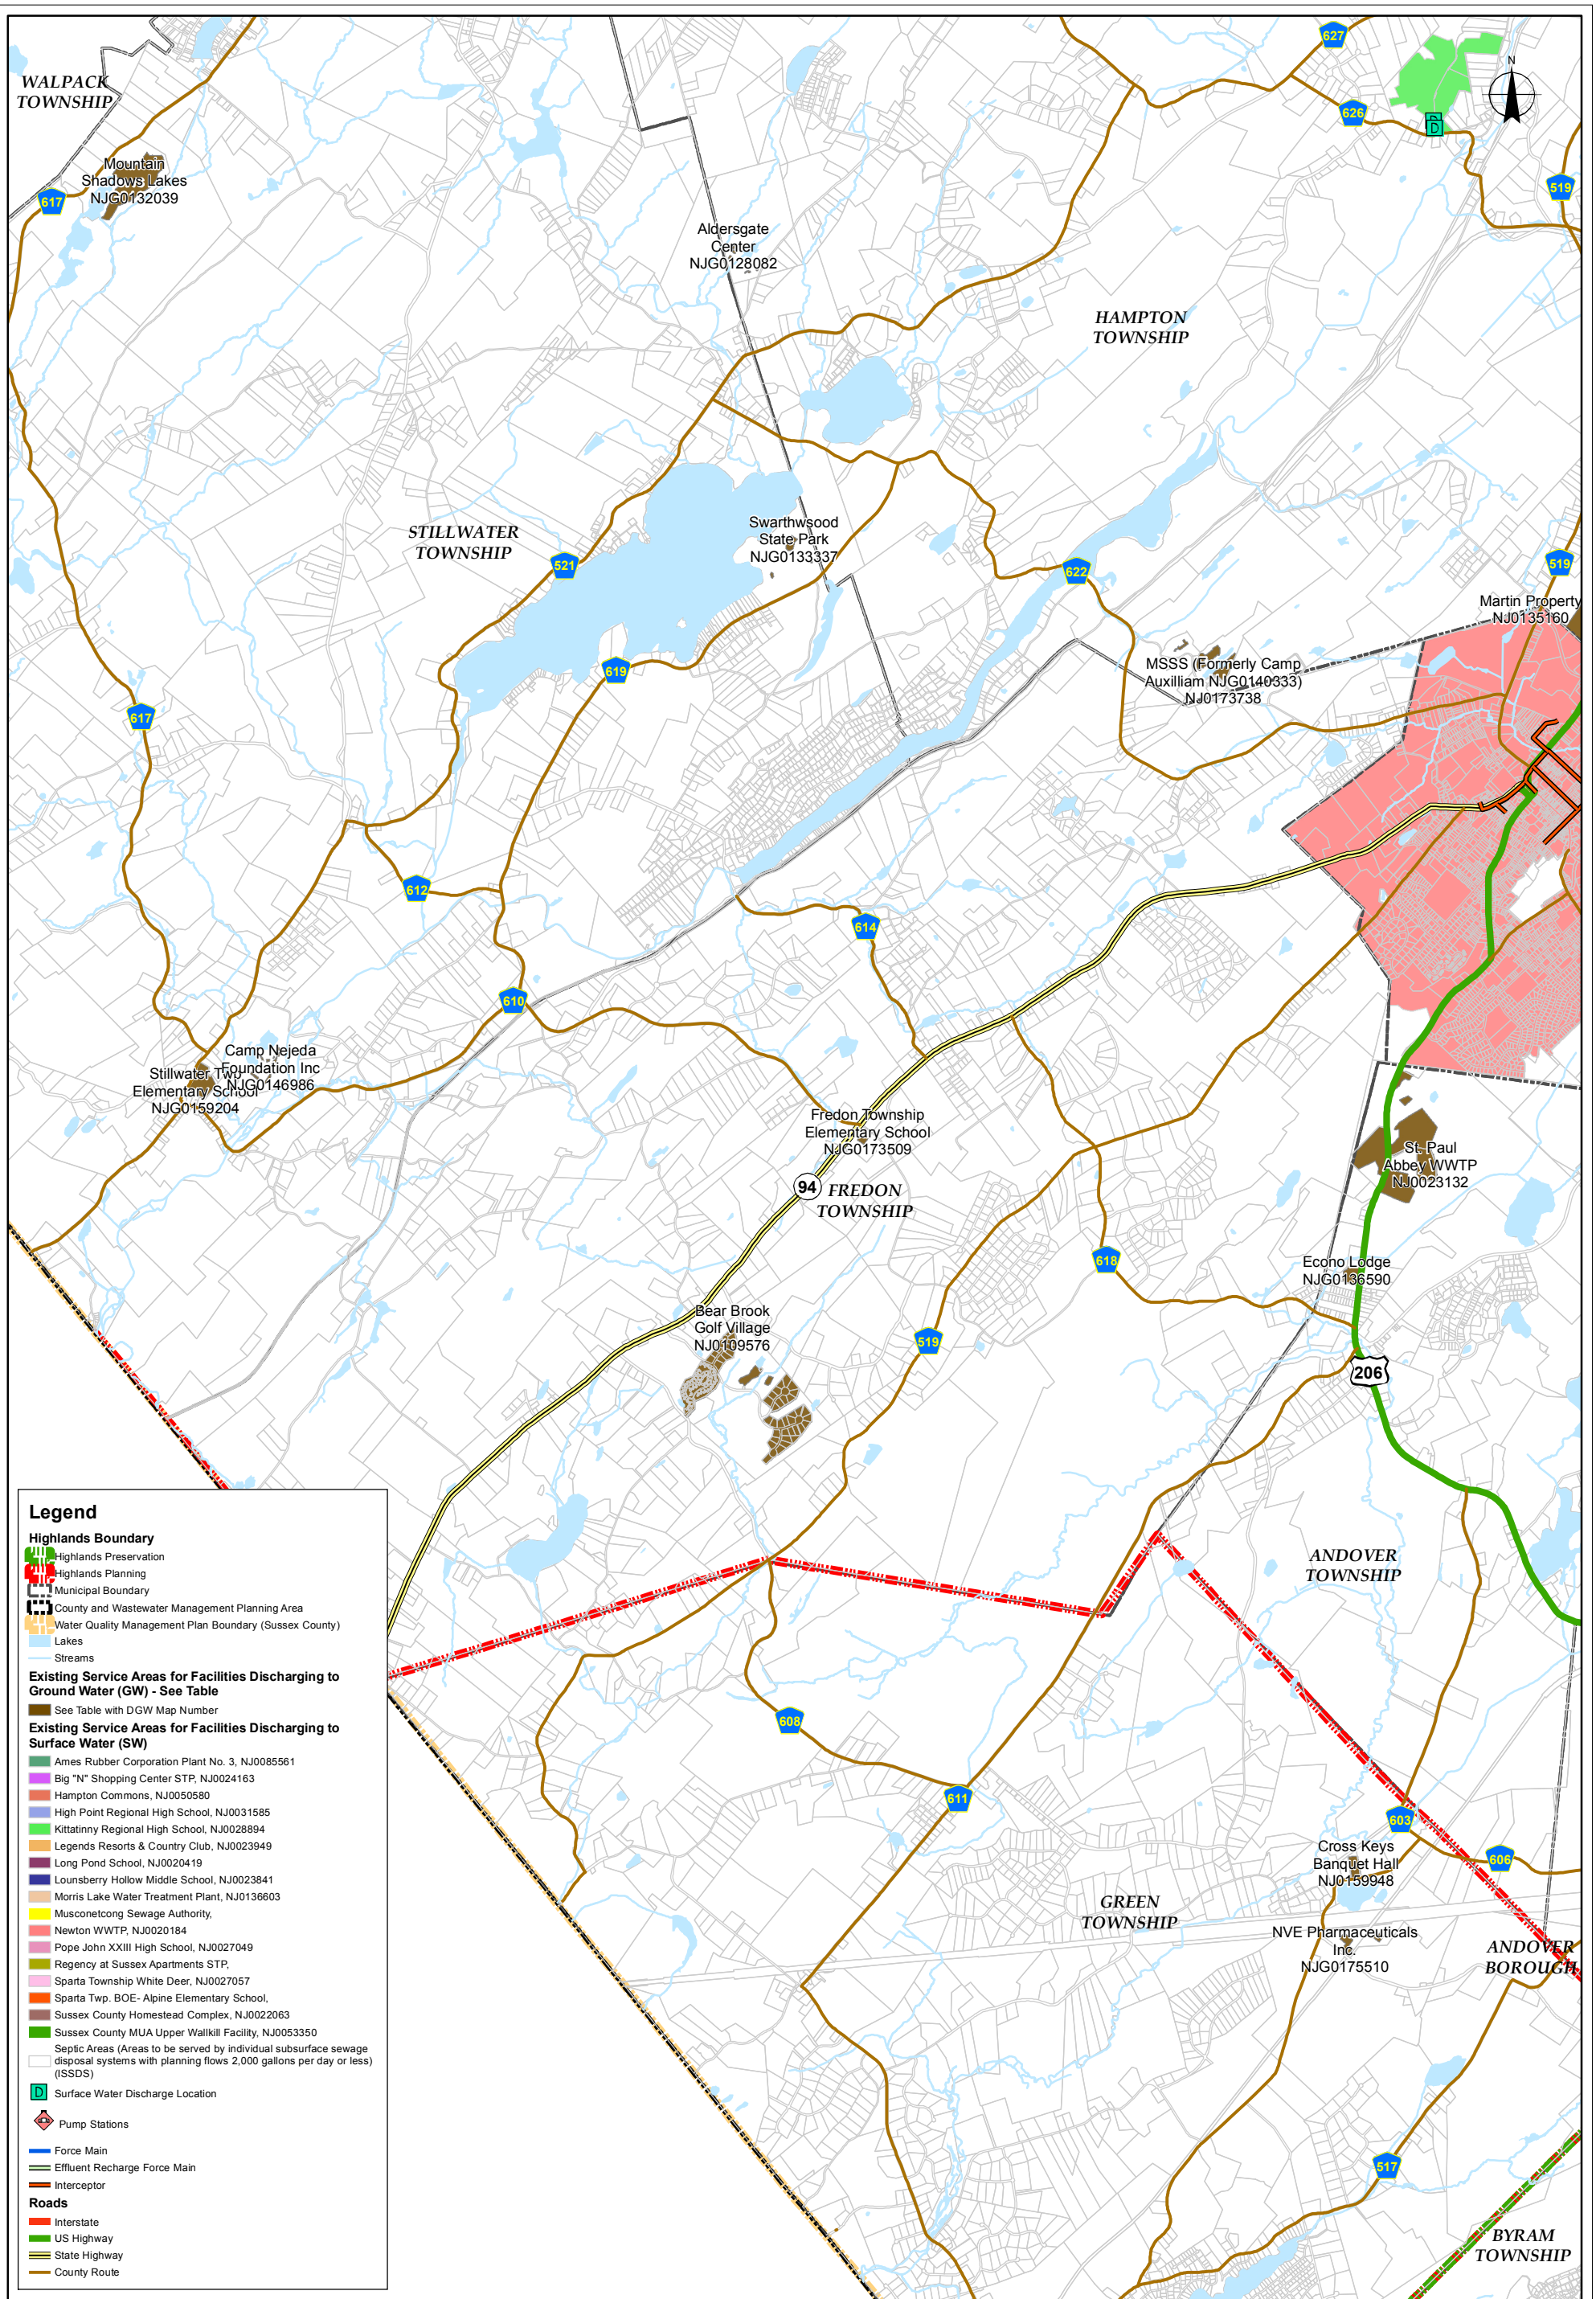 WALPACK
TOWNSHIP
627
N
626
D
Mountain
Shadows Lakes
NJG0132039
617
519
Aldersgate
Center
NJG0128082
HAMPTON
TOWNSHIP
STILLWATER
TOWNSHIP
Swarthwsood
State Park
NJG0133337
521
622
519
Martin Property
NJ0135160
619
MSSS (Formerly Camp
Auxilliam NJG0140333)
NJ0173738
617
612
614
610
Camp Nejeda
Foundation Inc
NJG0146986
Stillwater Twp
Elementary School
NJG0159204
Fredon Township
Elementary School
NJG0173509
St. Paul
Abbey WWTP
NJ0023132
94
FREDON
TOWNSHIP
618
Econo Lodge
NJG0136590
Bear Brook
Golf Village
NJ0109576
519
206
ANDOVER
TOWNSHIP
608
611
603
Cross Keys
Banquet Hall
NJ0159948
606
GREEN
TOWNSHIP
NVE Pharmaceuticals
Inc.
NJG0175510
ANDOVER
BOROUGH
517
BYRAM
TOWNSHIP
Legend
Highlands Boundary
Highlands Preservation
Highlands Planning
Municipal Boundary
County and Wastewater Management Planning Area
Water Quality Management Plan Boundary (Sussex County)
Lakes
Streams
Existing Service Areas for Facilities Discharging to
Ground Water (GW) - See Table
See Table with DGW Map Number
Existing Service Areas for Facilities Discharging to
Surface Water (SW)
Ames Rubber Corporation Plant No. 3, NJ0085561
Big "N" Shopping Center STP, NJ0024163
Hampton Commons, NJ0050580
High Point Regional High School, NJ0031585
Kittatinny Regional High School, NJ0028894
Legends Resorts & Country Club, NJ0023949
Long Pond School, NJ0020419
Lounsberry Hollow Middle School, NJ0023841
Morris Lake Water Treatment Plant, NJ0136603
Musconetcong Sewage Authority,
Newton WWTP, NJ0020184
Pope John XXIII High School, NJ0027049
Regency at Sussex Apartments STP,
Sparta Township White Deer, NJ0027057
Sparta Twp. BOE- Alpine Elementary School,
Sussex County Homestead Complex, NJ0022063
Sussex County MUA Upper Wallkill Facility, NJ0053350
Septic Areas (Areas to be served by individual subsurface sewage
disposal systems with planning flows 2,000 gallons per day or less)
(ISSDS)
D Surface Water Discharge Location
Pump Stations
Force Main
Effluent Recharge Force Main
Interceptor
Roads
Interstate
US Highway
State Highway
County Route